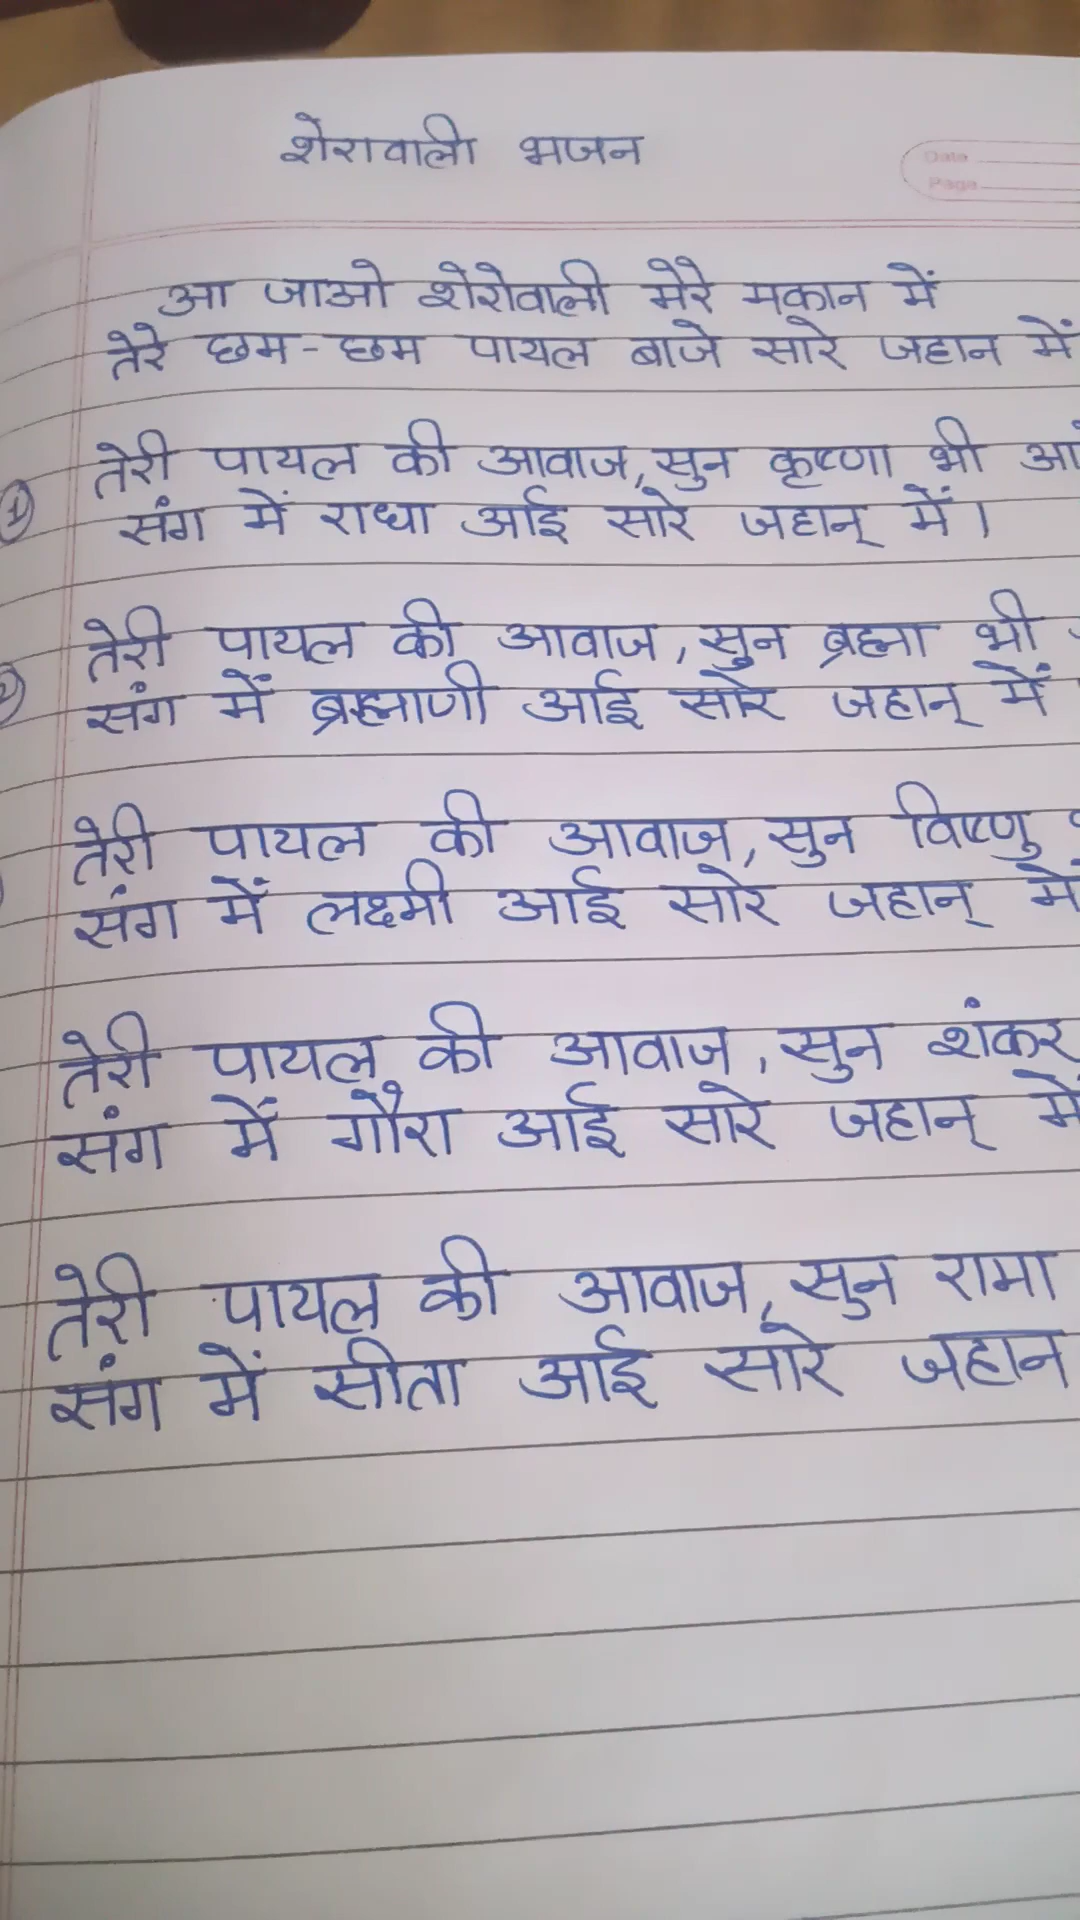 शेरावाली भजन
Date
Page
आ जाओ शेरोवाली मेरे मकान में
तेरे छम-छम पायल बाजे सारे जहान में
तेरी पायल की आवाज, सुन कृष्णा भी
1 संग में राधा आई सारे जहान् में।
तेरी पायल की आवाज, सुन ब्रह्मा भी
संग में ब्रह्माणी आई सारे जहान् में
तेरी पायल की आवाज, सुन विष्णु
संग में लक्ष्मी आई सारे जहान् में
तेरी पायल की आवाज, सुन शंकर
संग में गौरा आई सारे जहान् में
तेरी पायल की आवाज, सुन रामा
संग में सीता आई सारे जहान